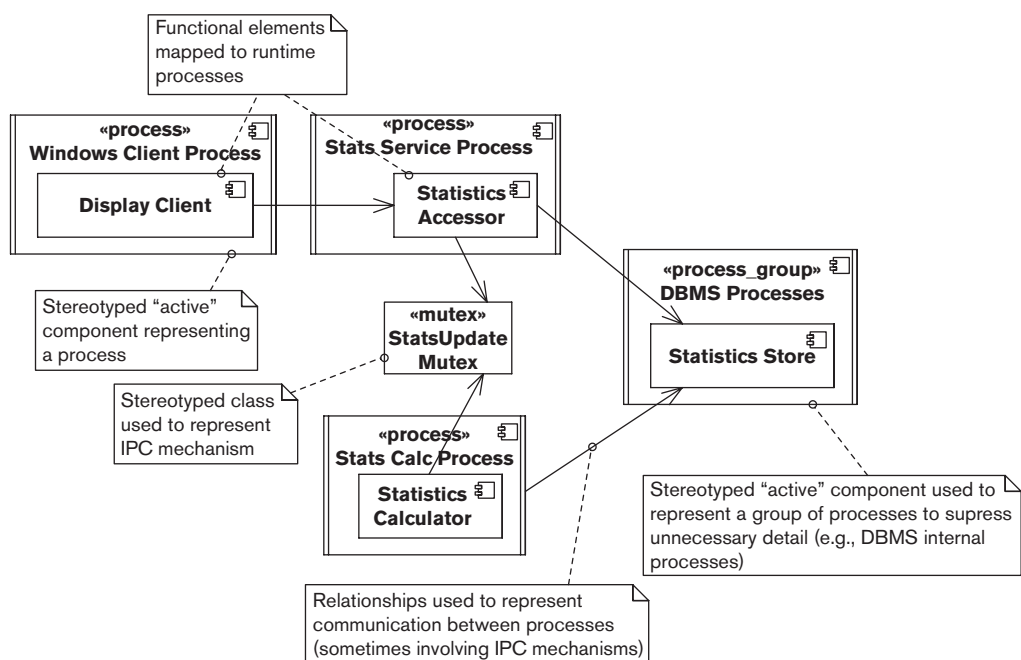 Functional elements
mapped to runtime
processes
«process»
Windows Client Process
Display Client
«process»
Stats Service Process
Statistics
Accessor
«process_group»
DBMS Processes
Statistics Store
Stereotyped “active”
component representing
a process
«mutex»
StatsUpdate
Mutex
Stereotyped class
used to represent
IPC mechanism
«process»
Stats Calc Process
Statistics
Calculator
Stereotyped “active” component used to
represent a group of processes to supress
unnecessary detail (e.g., DBMS internal
processes)
Relationships used to represent
communication between processes
(sometimes involving IPC mechanisms)